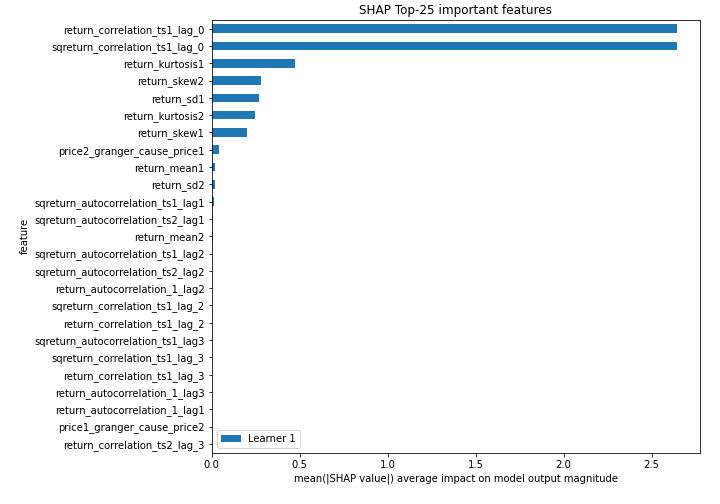 SHAP Top-25 important features
return_correlation_ts1_lag_0
sqreturn_correlation_ts1_lag_0
return_kurtosis1
return_skew2
return_sd1
return_kurtosis2
return_skew1
price2_granger_cause_price1
return_mean1
return_sd2
sqreturn_autocorrelation_ts1_lag1
sqreturn_autocorrelation_ts2_lag1
return_mean2
sqreturn_autocorrelation_ts1_lag2
sqreturn_autocorrelation_ts2_lag2
return_autocorrelation_1_lag2
sqreturn_correlation_ts1_lag_2
return_correlation_ts1_lag_2
sqreturn_autocorrelation_ts1_lag3
sqreturn_correlation_ts1_lag_3
return_correlation_ts1_lag_3
return_autocorrelation_1_lag3
return_autocorrelation_1_lag1
price1_granger_cause_price2
return_correlation_ts2_lag_3
feature
Learner 1
0.0 0.5 1.0 1.5 2.0 2.5
mean(|SHAP value|) average impact on model output magnitude